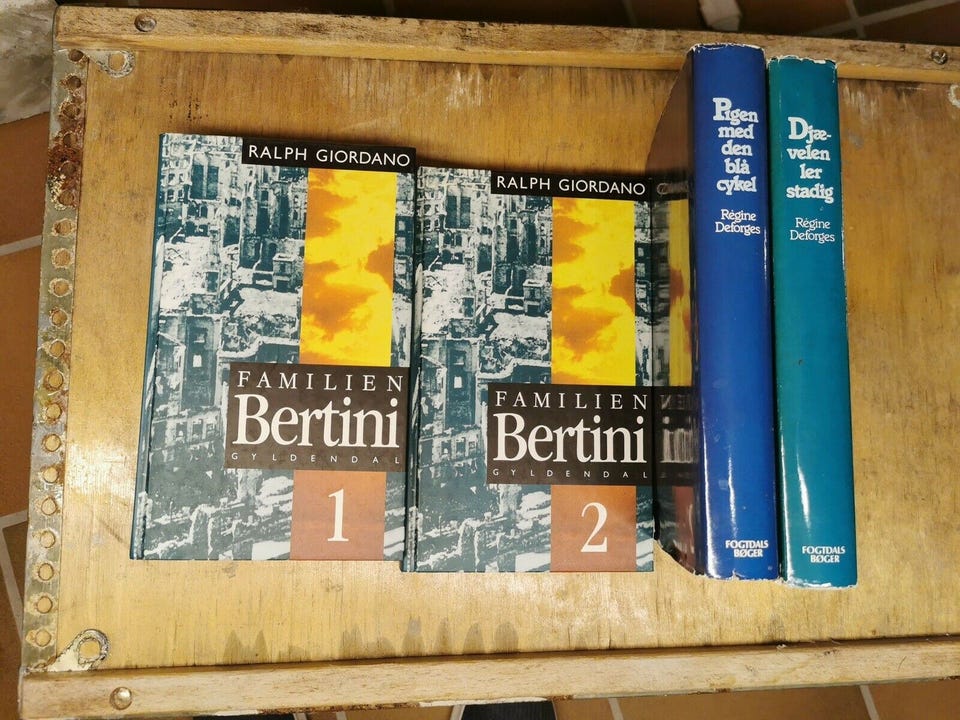 RALPH GIORDANO
FAMILIEN
Bertini
GYLDENDAL
1
RALPH GIORDANO
FAMILIEN
Bertini
GYLDENDAL
2
Pigen
med
den
blå
cykel
Régine
Deforges
FOGTDALS
BØGER
Djæ-
velen
ler
stadig
Régine
Deforges
FOGTDALS
BØGER